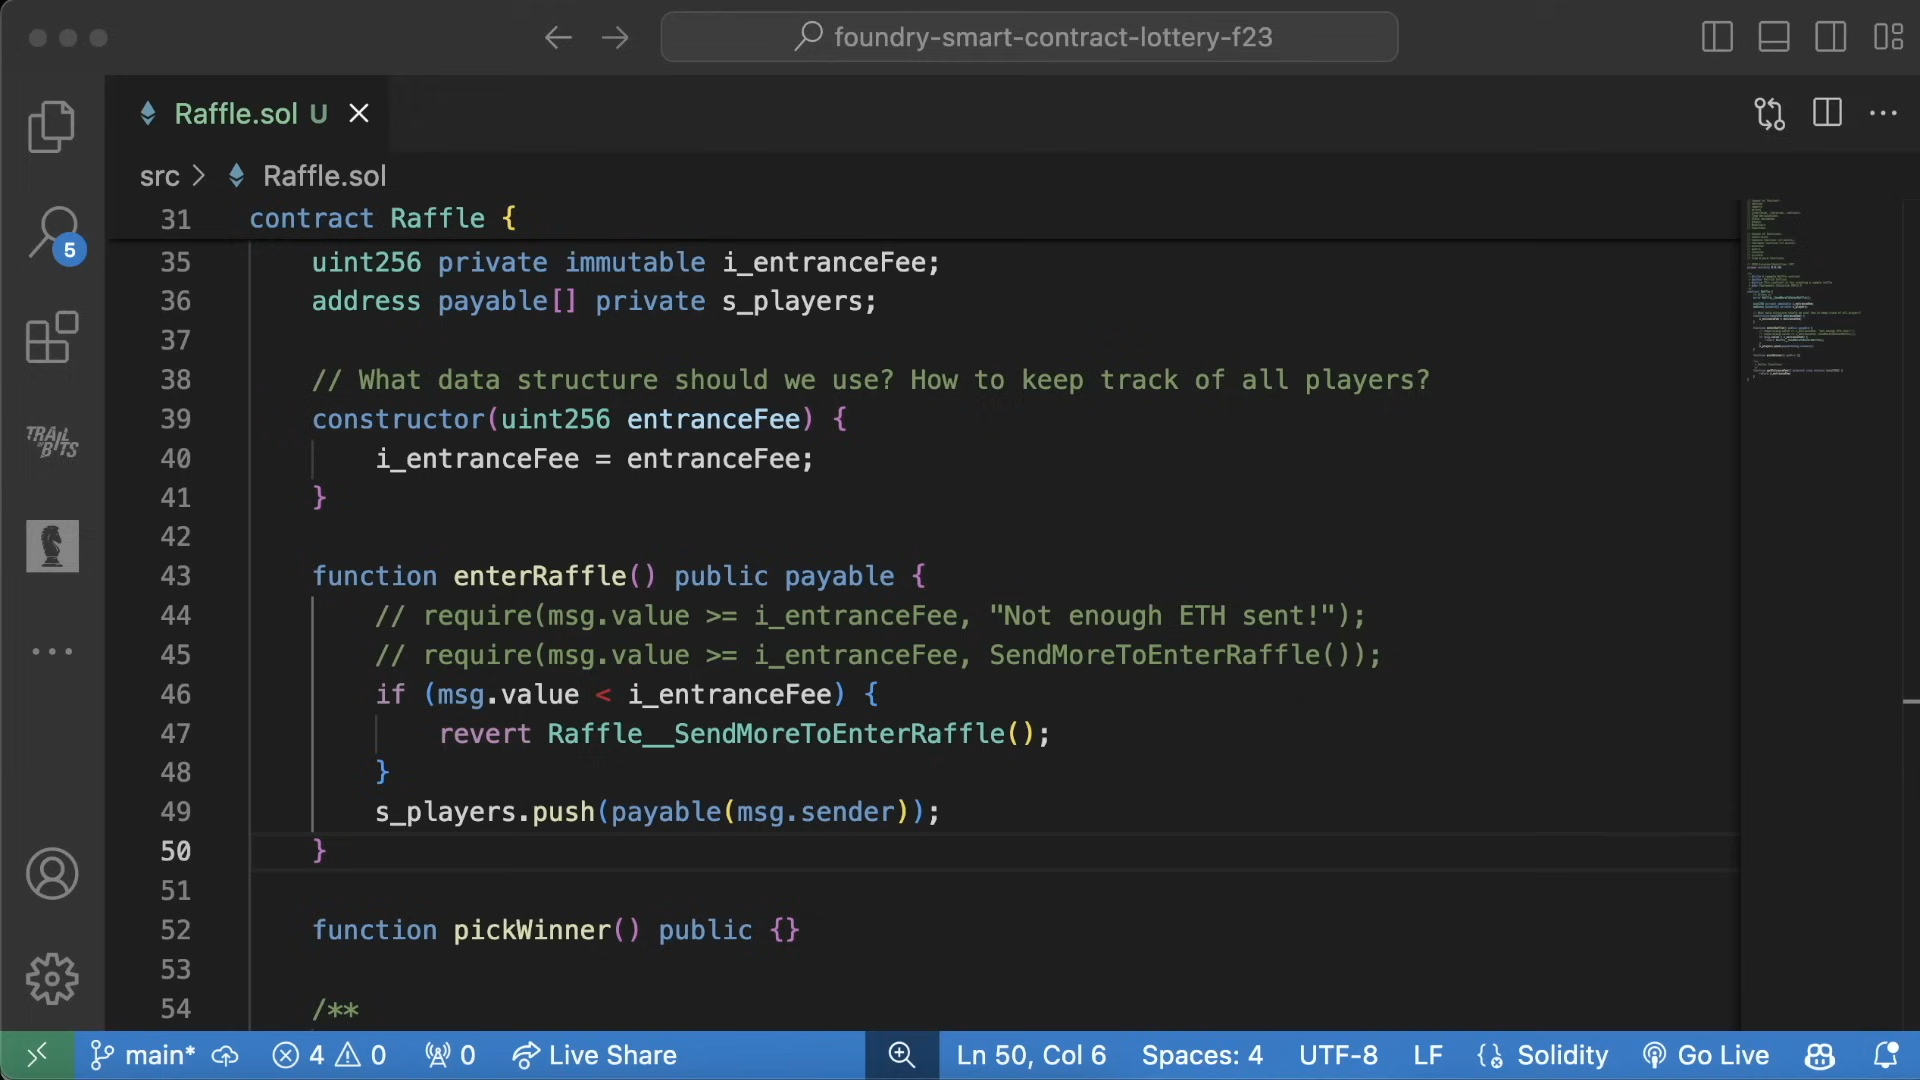 foundry-smart-contract-lottery-f23
Raffle.sol U
src > Raffle.sol
5
TRAIL OF BITS
31 contract Raffle {
35 uint256 private immutable i_entranceFee;
36 address payable[] private s_players;
37
38 // What data structure should we use? How to keep track of all players?
39 constructor(uint256 entranceFee) {
40 i_entranceFee = entranceFee;
41 }
42
43 function enterRaffle() public payable {
44 // require(msg.value >= i_entranceFee, "Not enough ETH sent!");
45 // require(msg.value >= i_entranceFee, SendMoreToEnterRaffle());
46 if (msg.value < i_entranceFee) {
47 revert Raffle__SendMoreToEnterRaffle();
48 }
49 s_players.push(payable(msg.sender));
50 }
51
52 function pickWinner() public {}
53
54 /**
main* 4 0 0 Live Share Ln 50, Col 6 Spaces: 4 UTF-8 LF Solidity Go Live